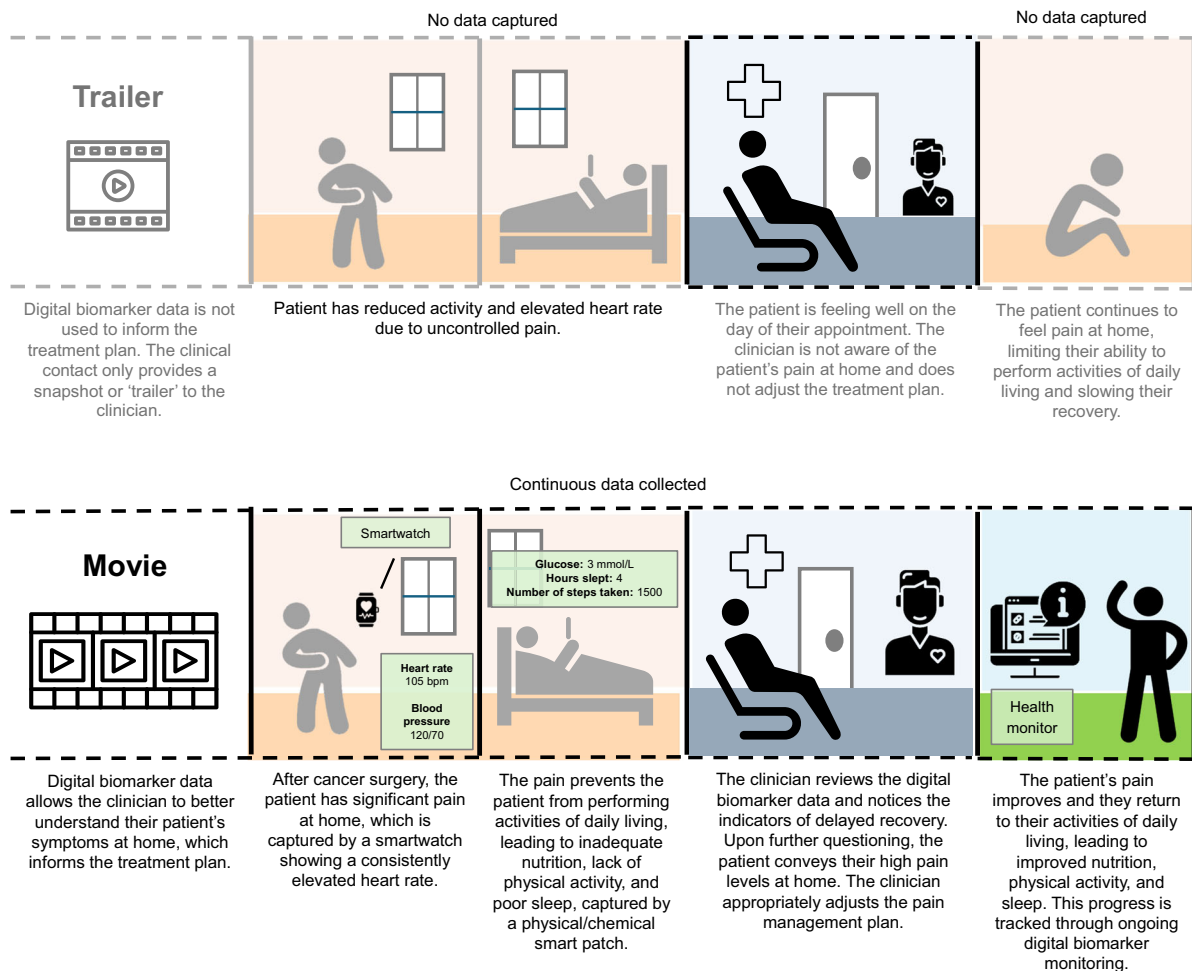 No data captured
No data captured
Trailer
Digital biomarker data is not
used to inform the
treatment plan. The clinical
contact only provides a
snapshot or ‘trailer’ to the
clinician.
Patient has reduced activity and elevated heart rate
due to uncontrolled pain.
The patient is feeling well on the
day of their appointment. The
clinician is not aware of the
patient’s pain at home and does
not adjust the treatment plan.
The patient continues to
feel pain at home,
limiting their ability to
perform activities of daily
living and slowing their
recovery.
Continuous data collected
Movie
Smartwatch
Heart rate
105 bpm
Blood
pressure
120/70
Glucose: 3 mmol/L
Hours slept: 4
Number of steps taken: 1500
Health
monitor
Digital biomarker data
allows the clinician to better
understand their patient’s
symptoms at home, which
informs the treatment plan.
After cancer surgery, the
patient has significant pain
at home, which is
captured by a smartwatch
showing a consistently
elevated heart rate.
The pain prevents the
patient from performing
activities of daily living,
leading to inadequate
nutrition, lack of
physical activity, and
poor sleep, captured by
a physical/chemical
smart patch.
The clinician reviews the digital
biomarker data and notices the
indicators of delayed recovery.
Upon further questioning, the
patient conveys their high pain
levels at home. The clinician
appropriately adjusts the pain
management plan.
The patient’s pain
improves and they return
to their activities of daily
living, leading to
improved nutrition,
physical activity, and
sleep. This progress is
tracked through ongoing
digital biomarker
monitoring.